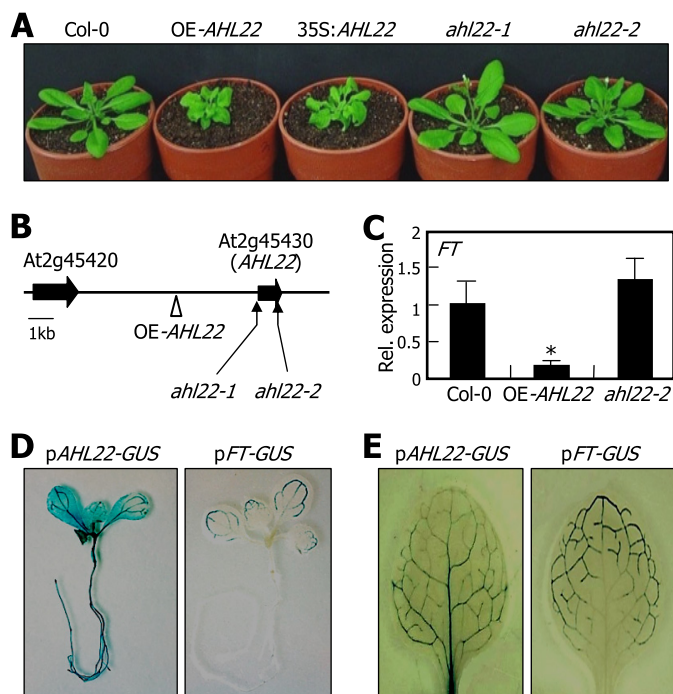 A
Col-0 OE-AHL22 35S:AHL22 ahl22-1 ahl22-2
B
At2g45420
At2g45430
(AHL22)
1kb
OE-AHL22
ahl22-1 ahl22-2
C
FT
Rel. expression
2
1.5
1
0.5
0
*
Col-0 OE-AHL22 ahl22-2
D
pAHL22-GUS pFT-GUS
E
pAHL22-GUS pFT-GUS